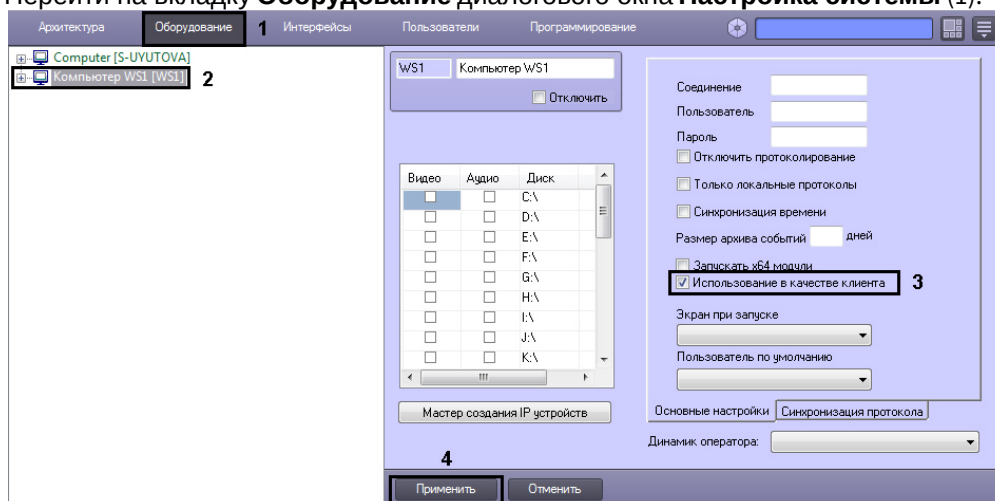 Перейти на вкладку Оборудование диалогового окна Настройка системы (1).
Архитектура Оборудование 1 Интерфейсы Пользователи Программирование
Computer [S-UYUTOVA]
Компьютер WS1 [WS1] 2
WS1 Компьютер WS1
Отключить
Видео Аудио Диск
C:\
D:\
E:\
F:\
G:\
H:\
I:\
J:\
K:\
Мастер создания IP устройств
Соединение
Пользователь
Пароль
Отключить протоколирование
Только локальные протоколы
Синхронизация времени
Размер архива событий дней
Запускать x64 модули
Использование в качестве клиента 3
Экран при запуске
Пользователь по умолчанию
Основные настройки Синхронизация протокола
Динамик оператора:
4
Применить Отменить